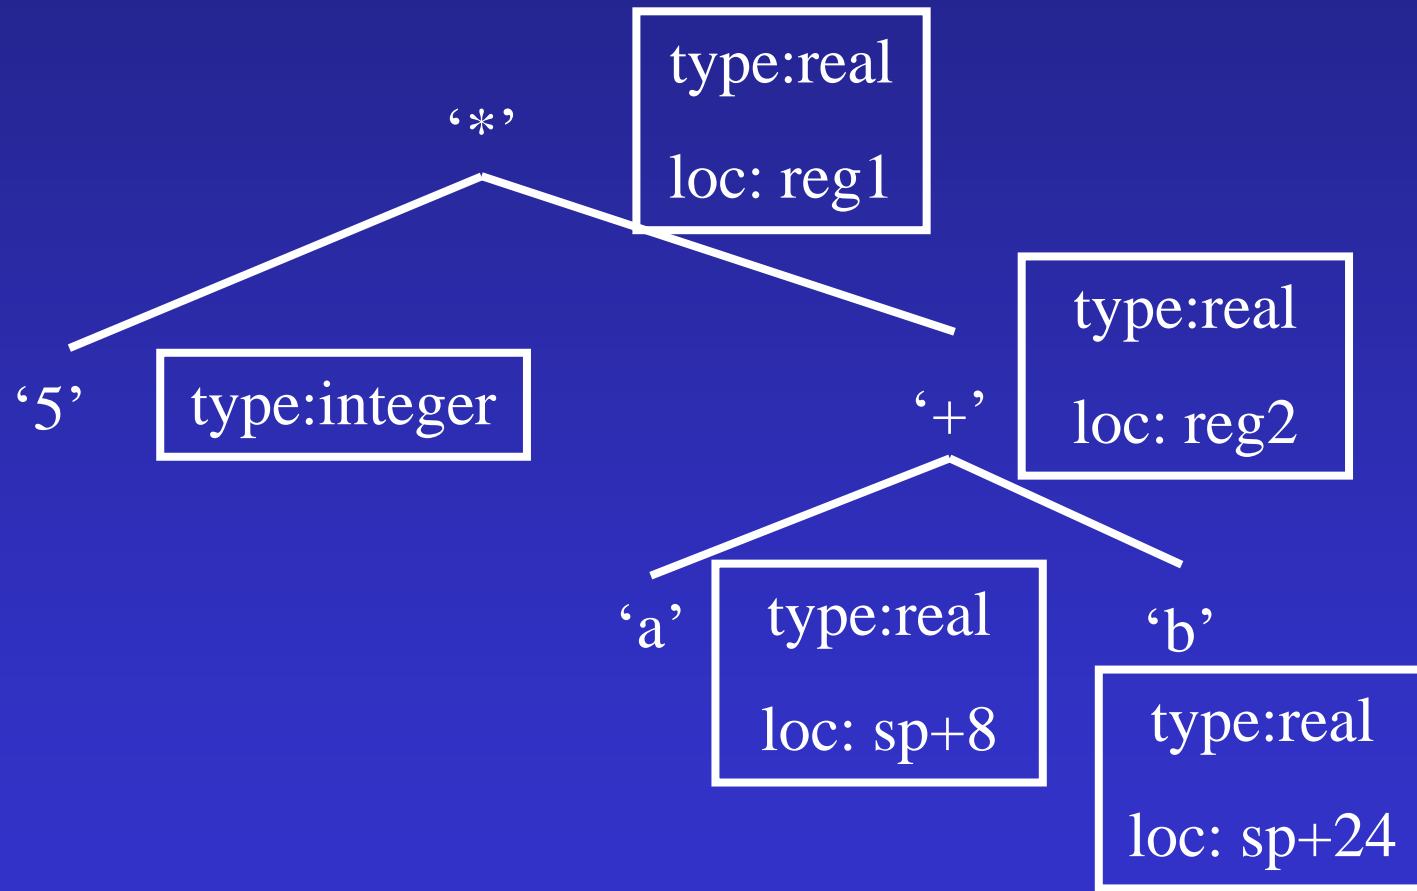 type:real
‘*’
loc: reg1
type:real
‘5’ type:integer
‘+’
loc: reg2
‘a’
type:real
‘b’
loc: sp+8
type:real
loc: sp+24